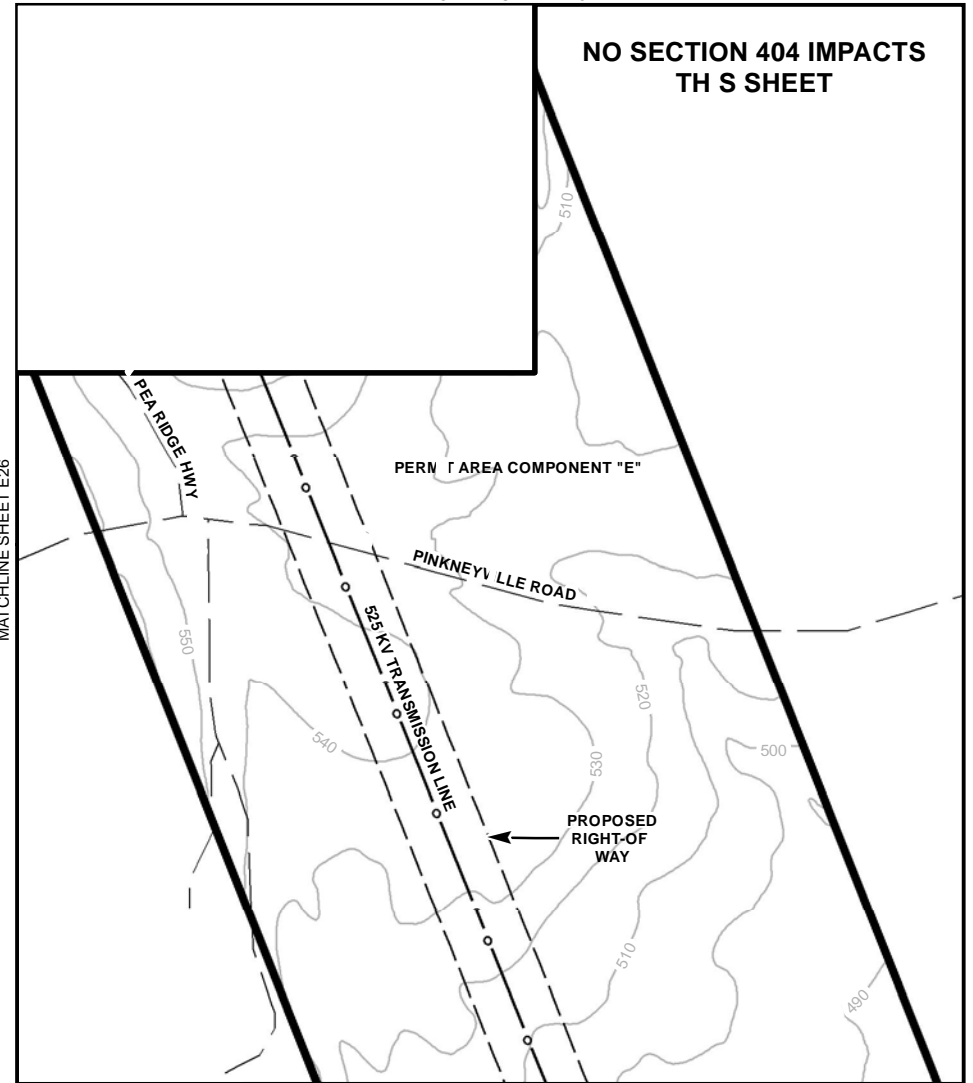 NO SECTION 404 IMPACTS
TH S SHEET
510
PEA RIDGE HWY
PERM T AREA COMPONENT "E"
MATCHLINE SHEET E26
PINKNEYV LLE ROAD
525 KV TRANSMISSION LINE
550
520
540
530
500
PROPOSED
RIGHT-OF
WAY
510
490